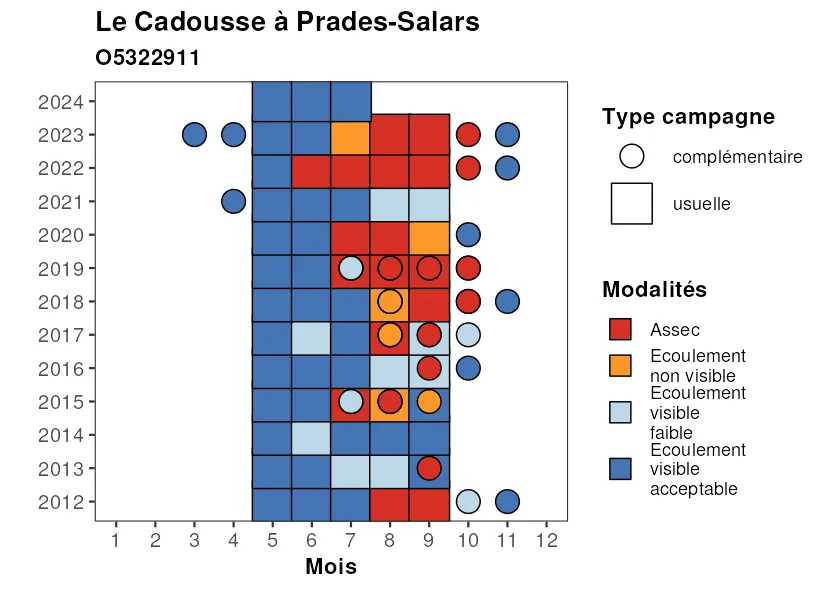 Le Cadousse à Prades-Salars
O5322911
2024
2023
2022
2021
2020
2019
2018
2017
2016
2015
2014
2013
2012
1 2 3 4 5 6 7 8 9 10 11 12
Mois
Type campagne
complémentaire
usuelle
Modalités
Assec
Ecoulement
non visible
Ecoulement
visible
faible
Ecoulement
visible
acceptable